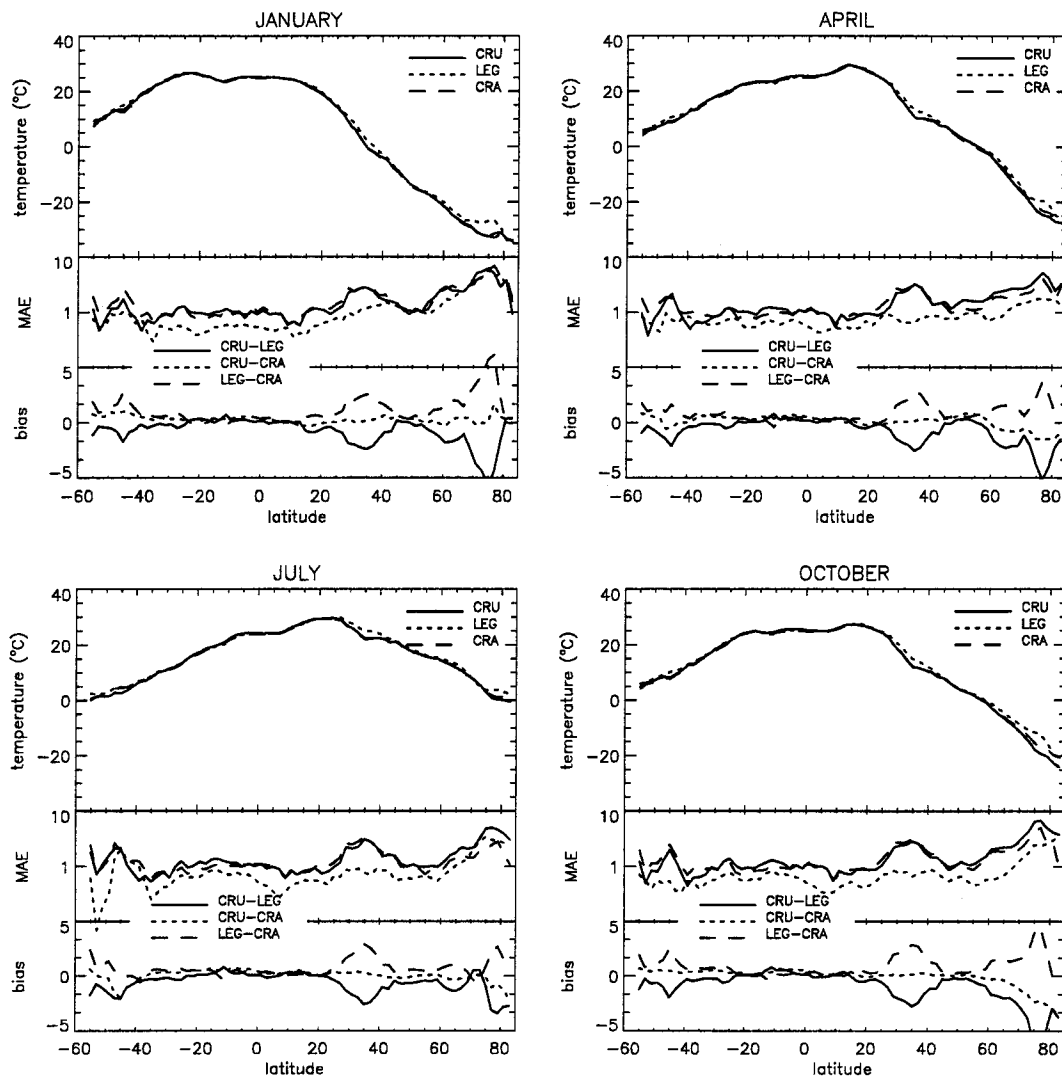 JANUARY
40
20
0
−20
temperature (°C)
CRU
LEG
CRA
10
1
MAE
CRU−LEG
CRU−CRA
LEG−CRA
5
0
−5
bias
−60 −40 −20 0 20 40 60 80
latitude
APRIL
40
20
0
−20
temperature (°C)
CRU
LEG
CRA
10
1
MAE
CRU−LEG
CRU−CRA
LEG−CRA
5
0
−5
bias
−60 −40 −20 0 20 40 60 80
latitude
JULY
40
20
0
−20
temperature (°C)
CRU
LEG
CRA
10
1
MAE
CRU−LEG
CRU−CRA
LEG−CRA
5
0
−5
bias
−60 −40 −20 0 20 40 60 80
latitude
OCTOBER
40
20
0
−20
temperature (°C)
CRU
LEG
CRA
10
1
MAE
CRU−LEG
CRU−CRA
LEG−CRA
5
0
−5
bias
−60 −40 −20 0 20 40 60 80
latitude